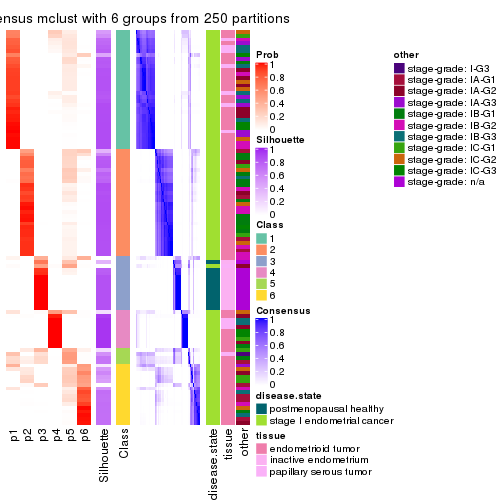 ensus mclust with 6 groups from 250 partitions
Prob
1
0.8
0.6
0.4
0.2
0
Silhouette
1
0.8
0.6
0.4
0.2
0
Class
1
2
3
4
5
6
Consensus
1
0.8
0.6
0.4
0.2
0
disease.state
postmenopausal healthy
stage I endometrial cancer
tissue
endometrioid tumor
inactive endometrium
papillary serous tumor
other
stage-grade: I-G3
stage-grade: IA-G1
stage-grade: IA-G2
stage-grade: IA-G3
stage-grade: IB-G1
stage-grade: IB-G2
stage-grade: IB-G3
stage-grade: IC-G1
stage-grade: IC-G2
stage-grade: IC-G3
stage-grade: n/a
p1
p2
p3
p4
p5
p6
Silhouette
Class
disease.state
tissue
other